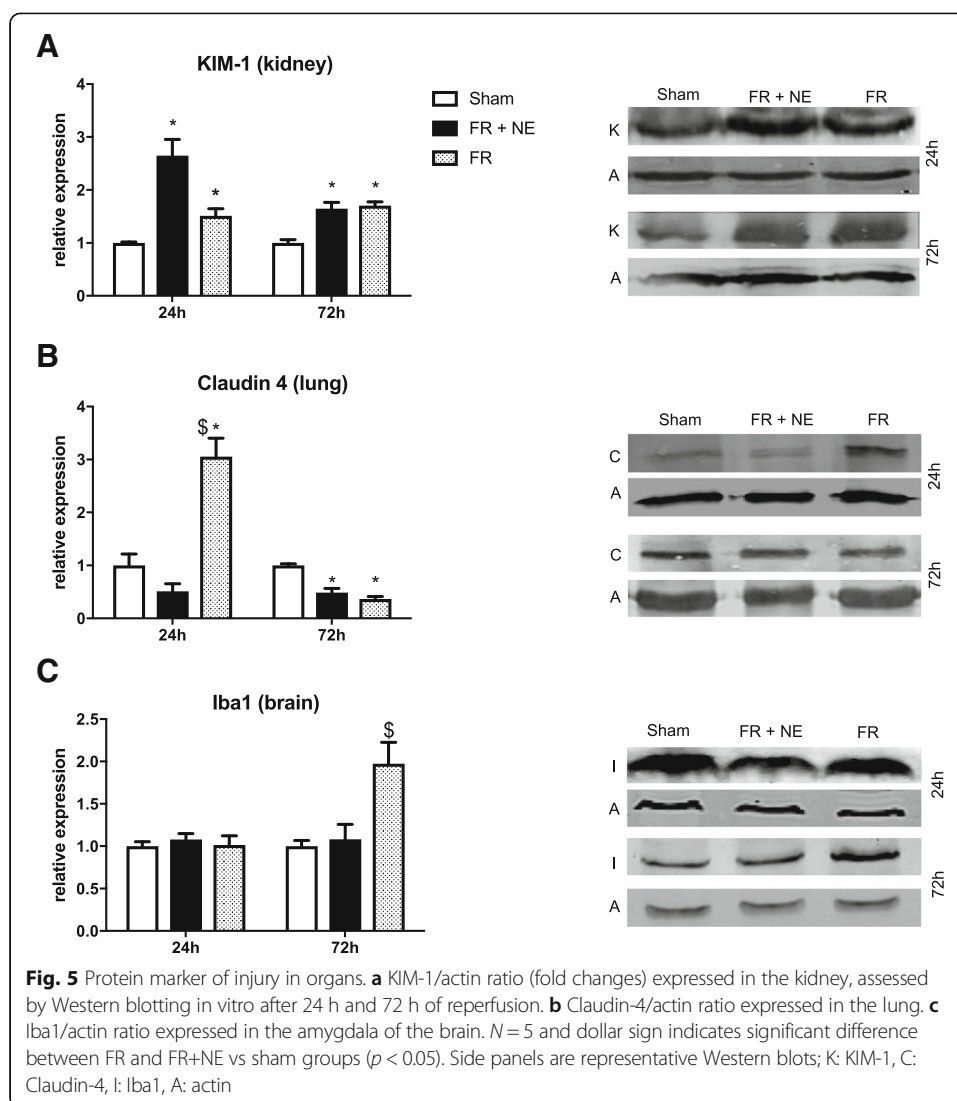 A
KIM-1 (kidney)
relative expression
4
3
2
1
0
*
*
*
*
24h
72h
Sham
FR + NE
FR
Sham
FR + NE
FR
K
A
24h
K
A
72h
B
Claudin 4 (lung)
relative expression
4
3
2
1
0
$ *
*
*
24h
72h
Sham
FR + NE
FR
C
A
24h
C
A
72h
C
Iba1 (brain)
relative expression
2.5
2.0
1.5
1.0
0.5
0.0
$
24h
72h
Sham
FR + NE
FR
I
A
24h
I
A
72h
Fig. 5 Protein marker of injury in organs. a KIM-1/actin ratio (fold changes) expressed in the kidney, assessed
by Western blotting in vitro after 24 h and 72 h of reperfusion. b Claudin-4/actin ratio expressed in the lung. c
Iba1/actin ratio expressed in the amygdala of the brain. N = 5 and dollar sign indicates significant difference
between FR and FR+NE vs sham groups (p < 0.05). Side panels are representative Western blots; K: KIM-1, C:
Claudin-4, I: Iba1, A: actin